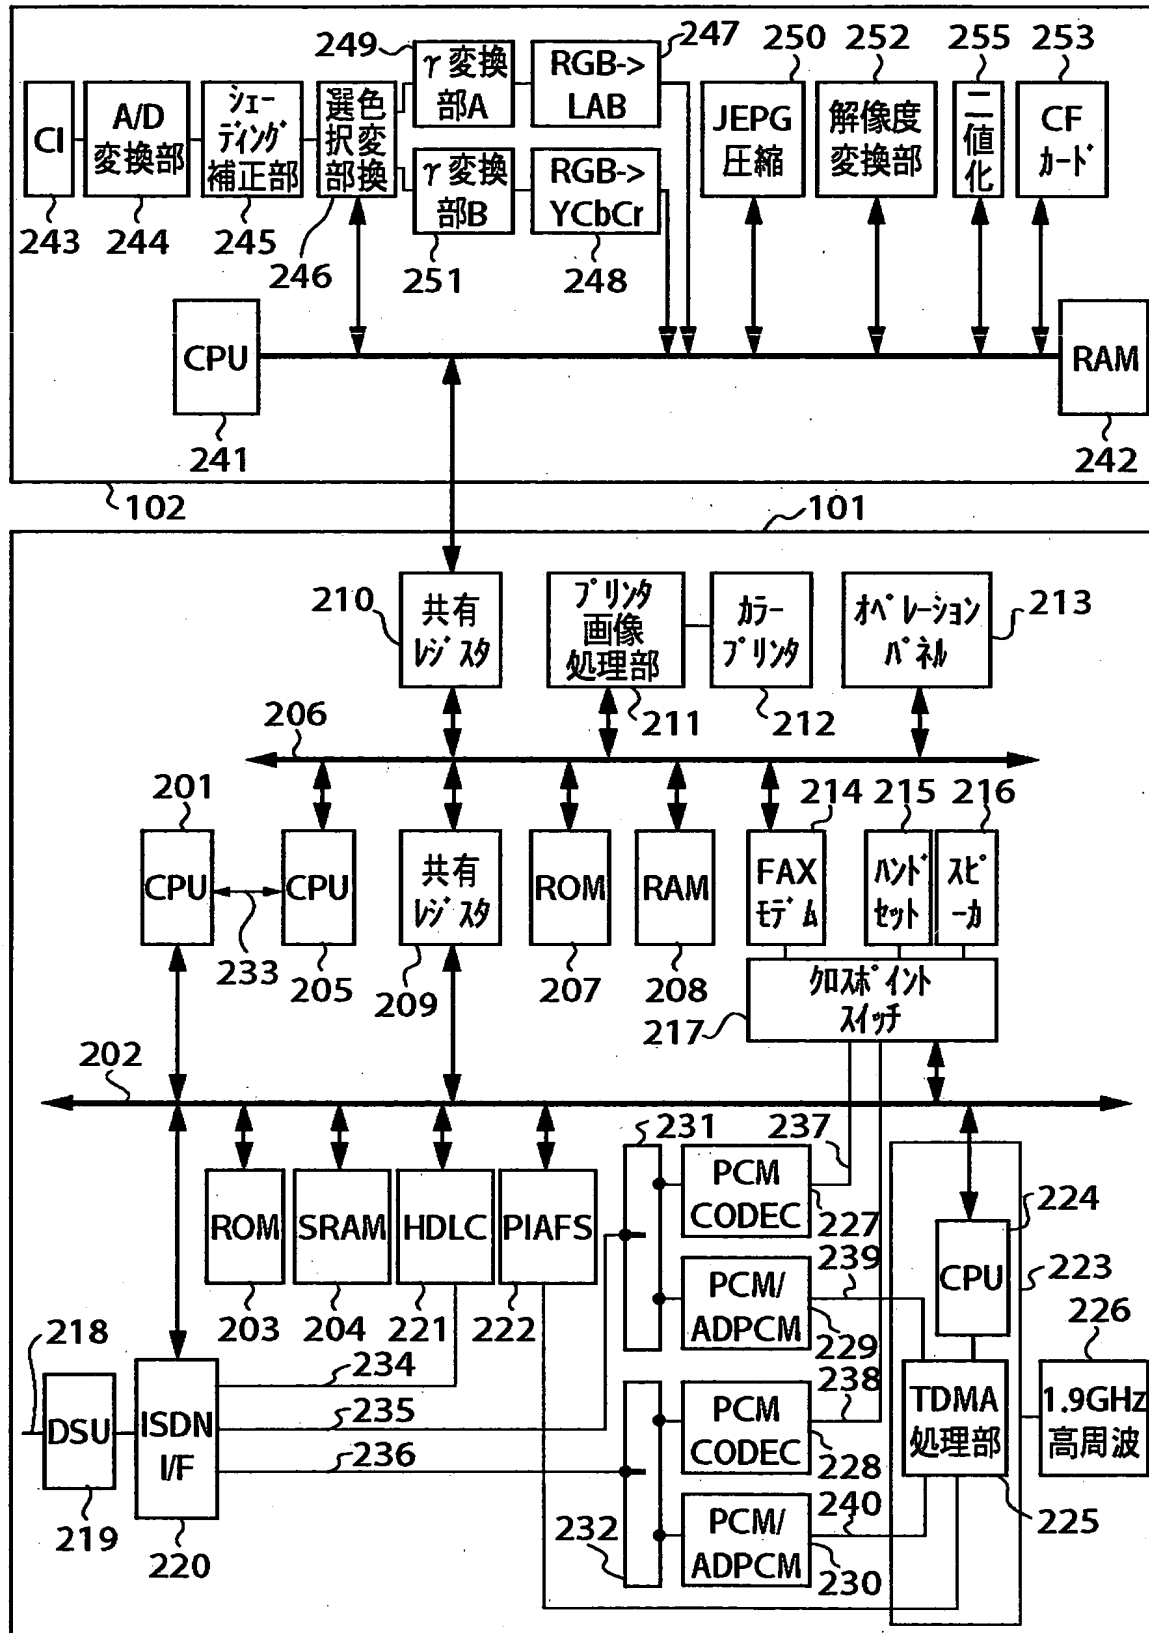 249
γ変換
部A
RGB->
LAB
247
250
252
255
253
CI
A/D
変換部
シェー
ディング
補正部
選色
択変
部換
JEPG
圧縮
解像度
変換部
二
値
化
CF
カード
γ変換
部B
RGB->
YCbCr
243
244
245
246
251
248
CPU
241
RAM
242
102
101
210
共有
レジスタ
プリンタ
画像
処理部
211
カラー
プリンタ
212
オペレーション
パネル
213
206
201
CPU
233
CPU
205
共有
レジスタ
209
ROM
207
RAM
208
214
FAX
モデム
215
ハンド
セット
216
スピ
ーカ
クロスポイント
スイッチ
217
202
ROM
203
SRAM
204
HDLC
221
PIAFS
222
231
PCM
CODEC
227
237
PCM/
ADPCM
229
239
224
CPU
223
226
218
DSU
219
ISDN
I/F
220
234
235
236
232
PCM
CODEC
228
238
PCM/
ADPCM
230
240
TDMA
処理部
225
1.9GHz
高周波